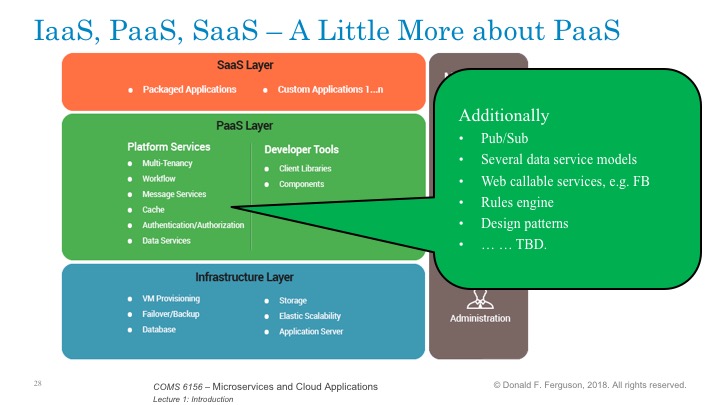 IaaS, PaaS, SaaS – A Little More about PaaS
SaaS Layer
• Packaged Applications
• Custom Applications 1...n
PaaS Layer
Platform Services
• Multi-Tenancy
• Workflow
• Message Services
• Cache
• Authentication/Authorization
• Data Services
Developer Tools
• Client Libraries
• Components
Additionally
• Pub/Sub
• Several data service models
• Web callable services, e.g. FB
• Rules engine
• Design patterns
• … … TBD.
Infrastructure Layer
• VM Provisioning
• Failover/Backup
• Database
• Storage
• Elastic Scalability
• Application Server
Administration
28
COMS 6156 – Microservices and Cloud Applications
Lecture 1: Introduction
© Donald F. Ferguson, 2018. All rights reserved.